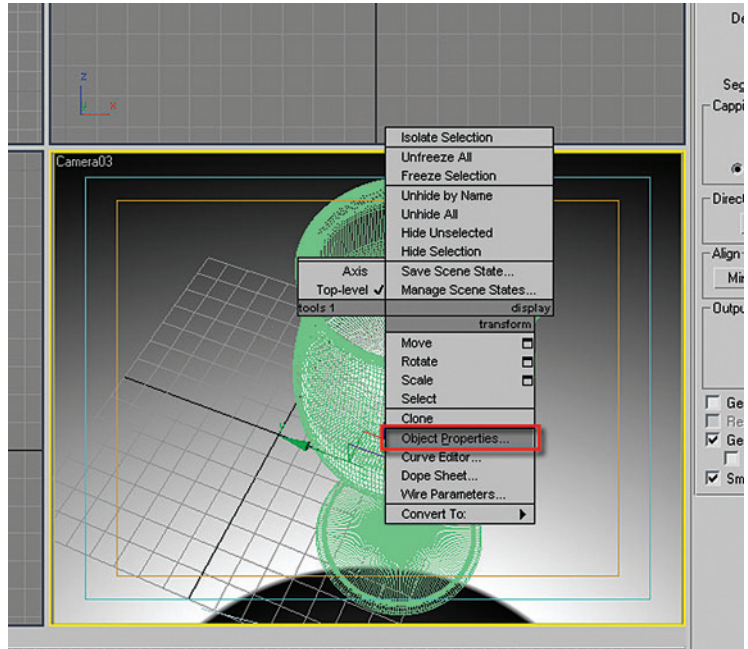 Camera03
z
x
Isolate Selection
Unfreeze All
Freeze Selection
Unhide by Name
Unhide All
Hide Unselected
Hide Selection
Axis
Save Scene State...
Top-level
Manage Scene States...
tools 1
display
transform
Move
Rotate
Scale
Select
Clone
Object Properties...
Curve Editor...
Dope Sheet...
Wire Parameters...
Convert To:
De
Seg
Cappi
Direct
Align
Mi
Outpu
Ge
Re
Ge
Sm